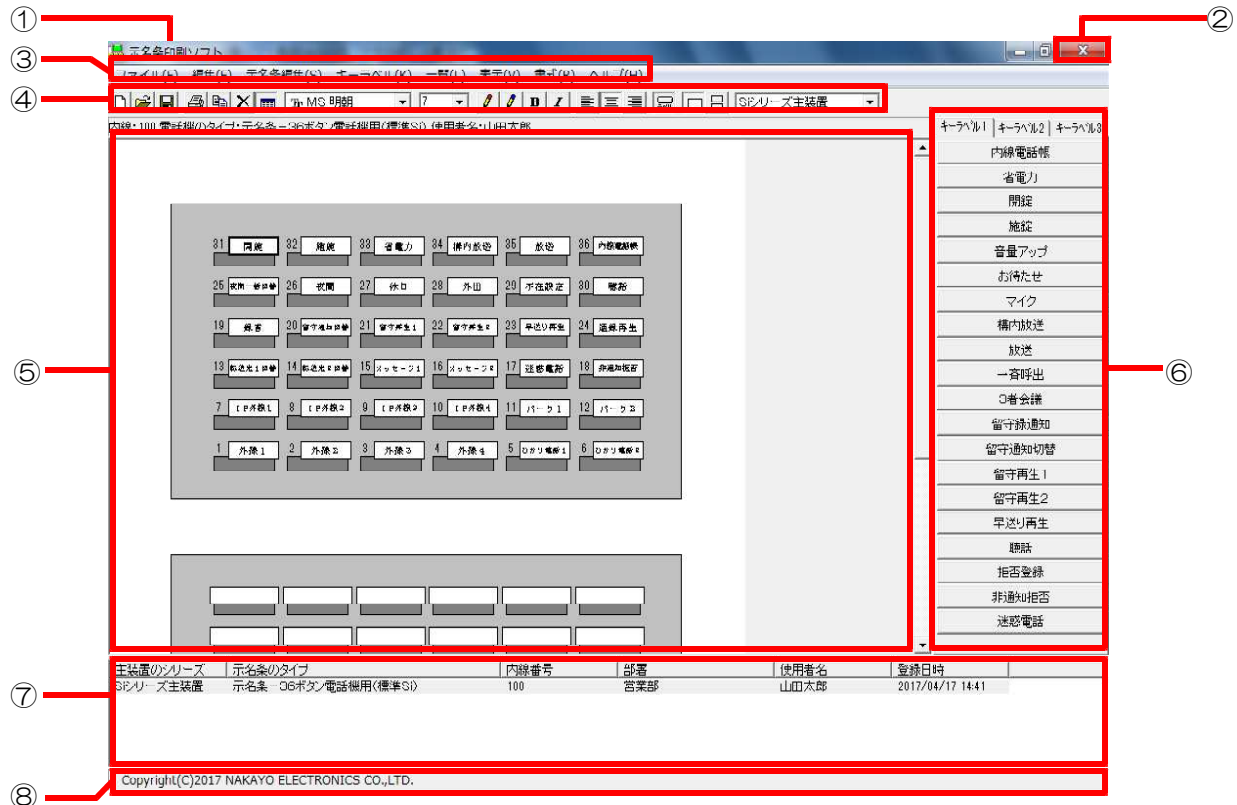 ①
②
示名条印刷ソフト
③
ファイル(F) 編集(E) 示名条編集(S) キーラベル(K) 一覧(L) 表示(V) 書式(R) ヘルプ(H)
④
MS 明朝 7 B I Sシリーズ主装置
内線:100 電話機のタイプ:示名条-36ボタン電話機用(標準Si) 使用者名:山田太郎
キーラベル1 キーラベル2 キーラベル3
内線電話帳
省電力
開錠
施錠
音量アップ
お待たせ
マイク
構内放送
放送
一斉呼出
3者会議
留守録通知
留守通知切替
留守再生1
留守再生2
早送り再生
聴話
拒否登録
非通知拒否
迷惑電話
31 開錠 32 施錠 33 省電力 34 構内放送 35 放送 36 内線電話帳
25 26 夜間 27 休日 28 外出 29 不在設定 30 聴話
19 録音 20 21 留守再生1 22 留守再生2 23 早送り再生 24 巡録再生
13 転送先1切替 14 転送先2切替 15 メッセージ1 16 メッセージ2 17 迷惑電話 18 非通知拒否
7 IP外線1 8 IP外線2 9 IP外線3 10 IP外線4 11 パーク1 12 パーク2
1 外線1 2 外線2 3 外線3 4 外線4 5 ひかり電話1 6 ひかり電話2
⑤
⑥
主装置のシリーズ 示名条のタイプ 内線番号 部署 使用者名 登録日時
Sシリーズ主装置 示名条-36ボタン電話機用(標準Si) 100 営業部 山田太郎 2017/04/17 14:41
⑦
Copyright(C)2017 NAKAYO ELECTRONICS CO.,LTD.
⑧